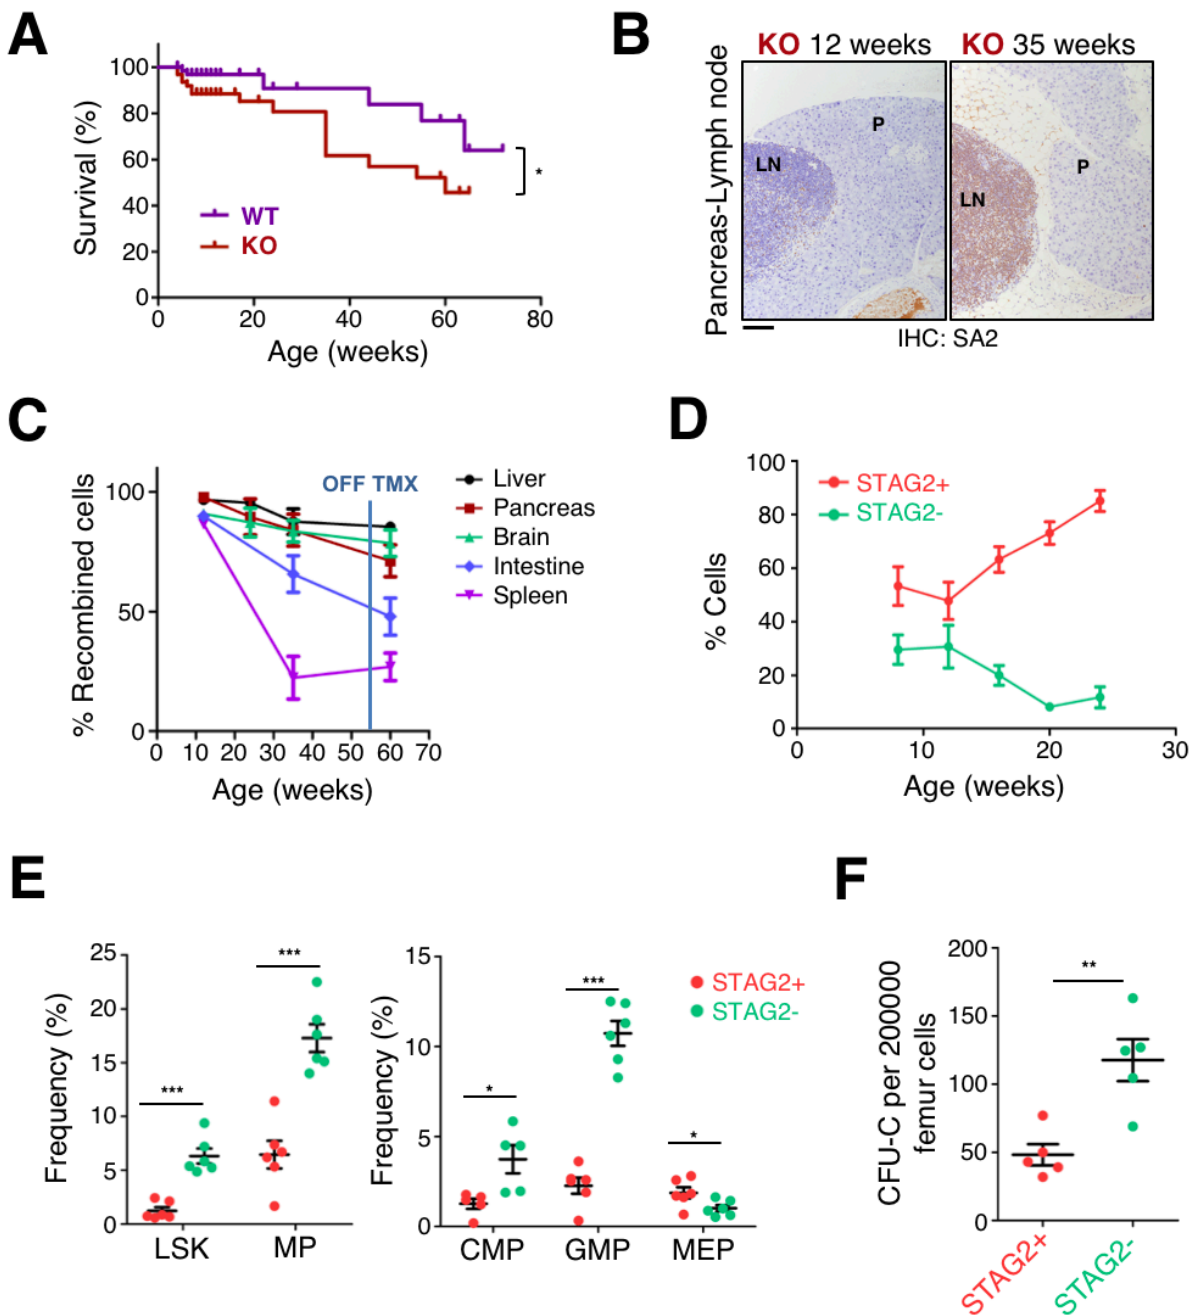 A
Survival (%)
100
80
60
40
20
0
WT
KO
*
0 20 40 60 80
Age (weeks)
B
KO 12 weeks KO 35 weeks
Pancreas-Lymph node
P
LN
P
LN
IHC: SA2
C
% Recombined cells
100
50
0
OFF TMX
Liver
Pancreas
Brain
Intestine
Spleen
0 10 20 30 40 50 60 70
Age (weeks)
D
% Cells
100
80
60
40
20
0
STAG2+
STAG2-
0 10 20 30
Age (weeks)
E
Frequency (%)
25
20
15
10
5
0
***
***
LSK MP
Frequency (%)
15
10
5
0
*
***
*
STAG2+
STAG2-
CMP GMP MEP
F
CFU-C per 200000
femur cells
200
150
100
50
0
**
STAG2+
STAG2-